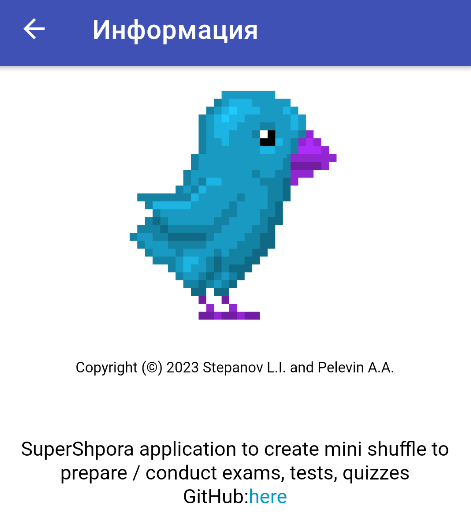 Информация
Copyright (©) 2023 Stepanov L.I. and Pelevin A.A.
SuperShpora application to create mini shuffle to
prepare / conduct exams, tests, quizzes
GitHub:here